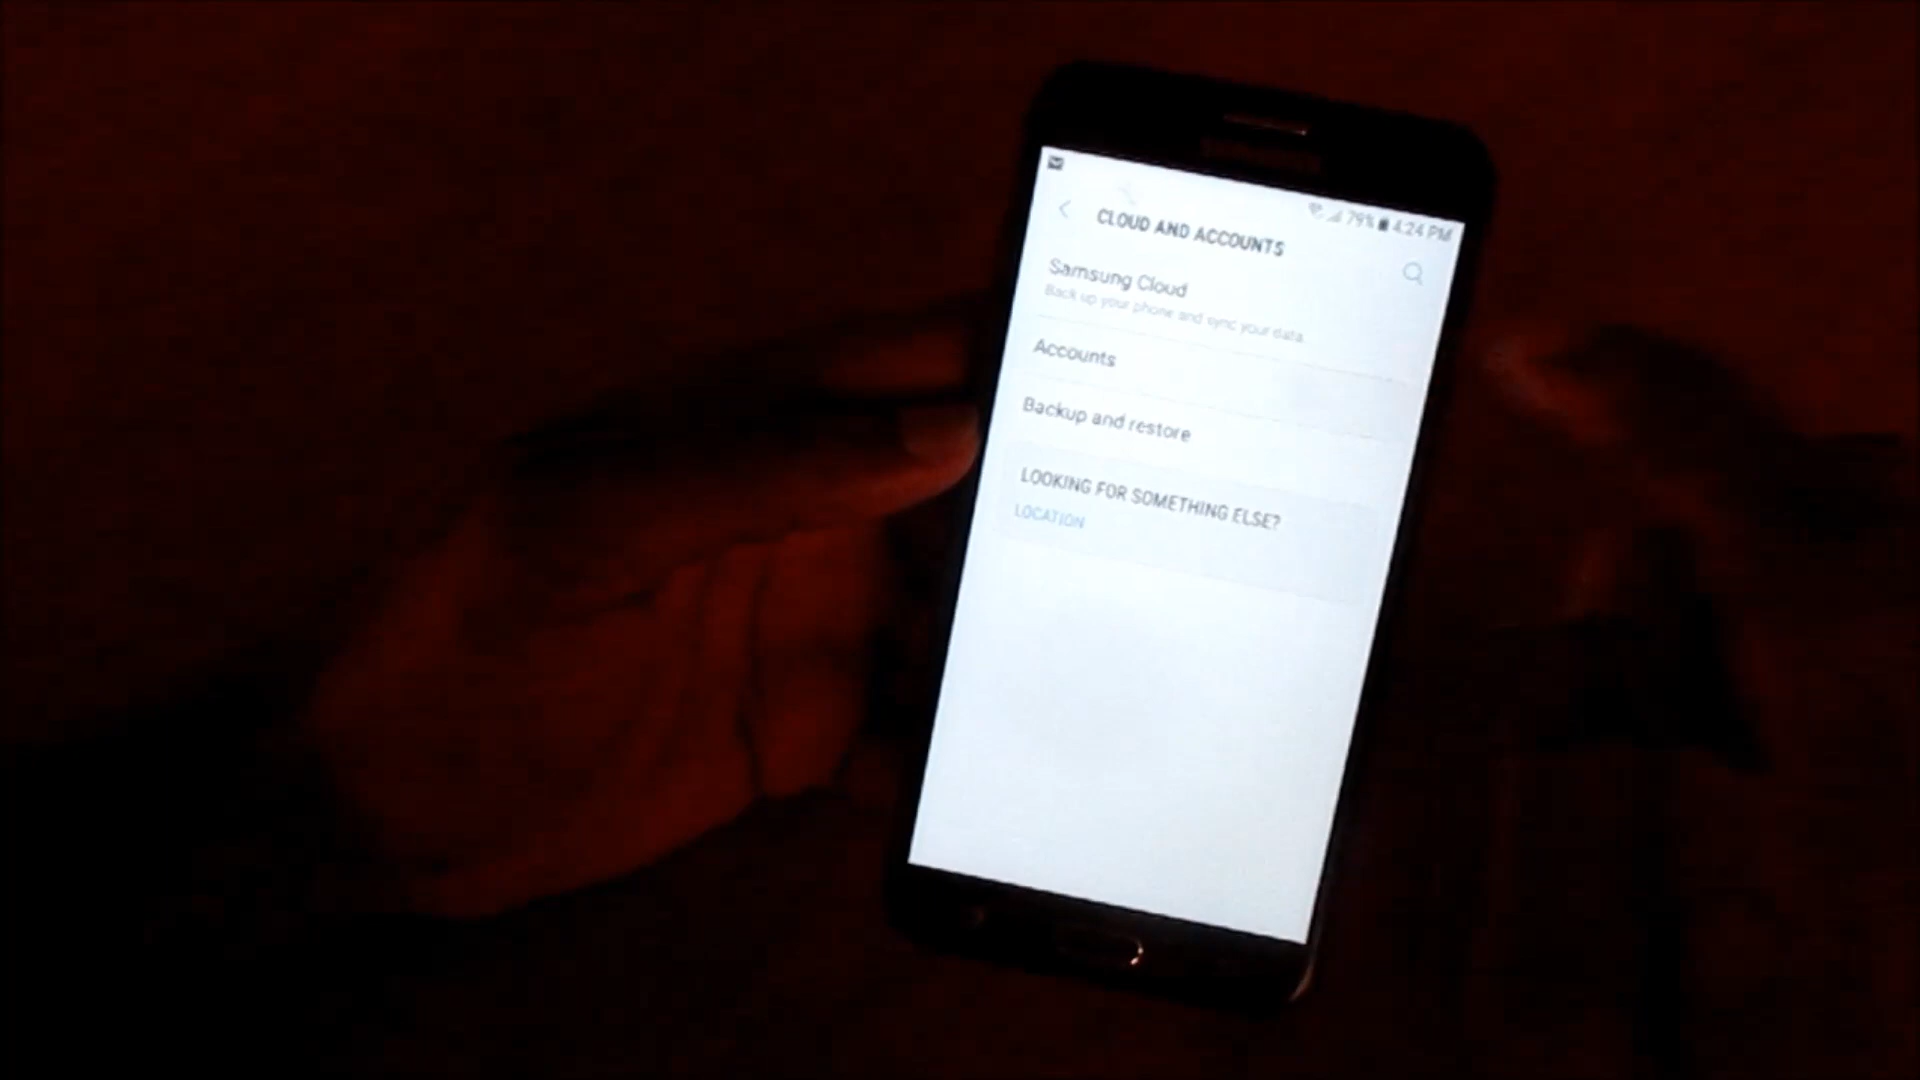 79% 4:24 PM
CLOUD AND ACCOUNTS
Samsung Cloud
Back up your phone and sync your data.
Accounts
Backup and restore
LOOKING FOR SOMETHING ELSE?
LOCATION